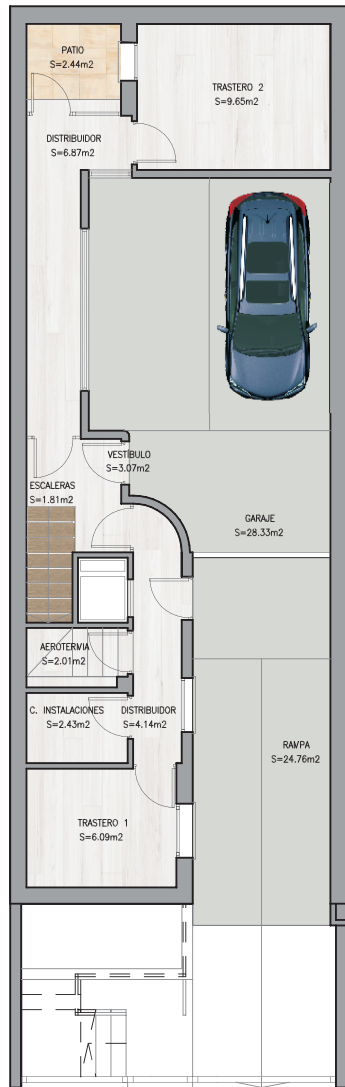 PATIO
S=2.44m2
TRASTERO 2
S=9.65m2
DISTRIBUIDOR
S=6.87m2
VESTÍBULO
S=3.07m2
ESCALERAS
S=1.81m2
GARAJE
S=28.33m2
AEROTERMIA
S=2.01m2
C. INSTALACIONES
S=2.43m2
DISTRIBUIDOR
S=4.14m2
RAMPA
S=24.76m2
TRASTERO 1
S=6.09m2